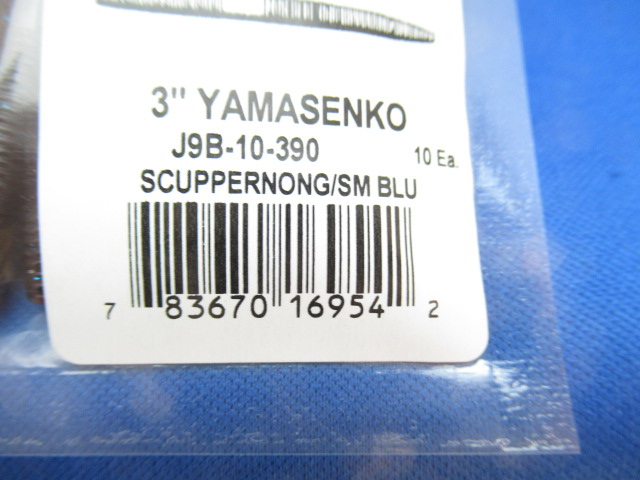 3" YAMASENKO
J9B-10-390 10 Ea.
SCUPPERNONG/SM BLU
7 83670 16954 2